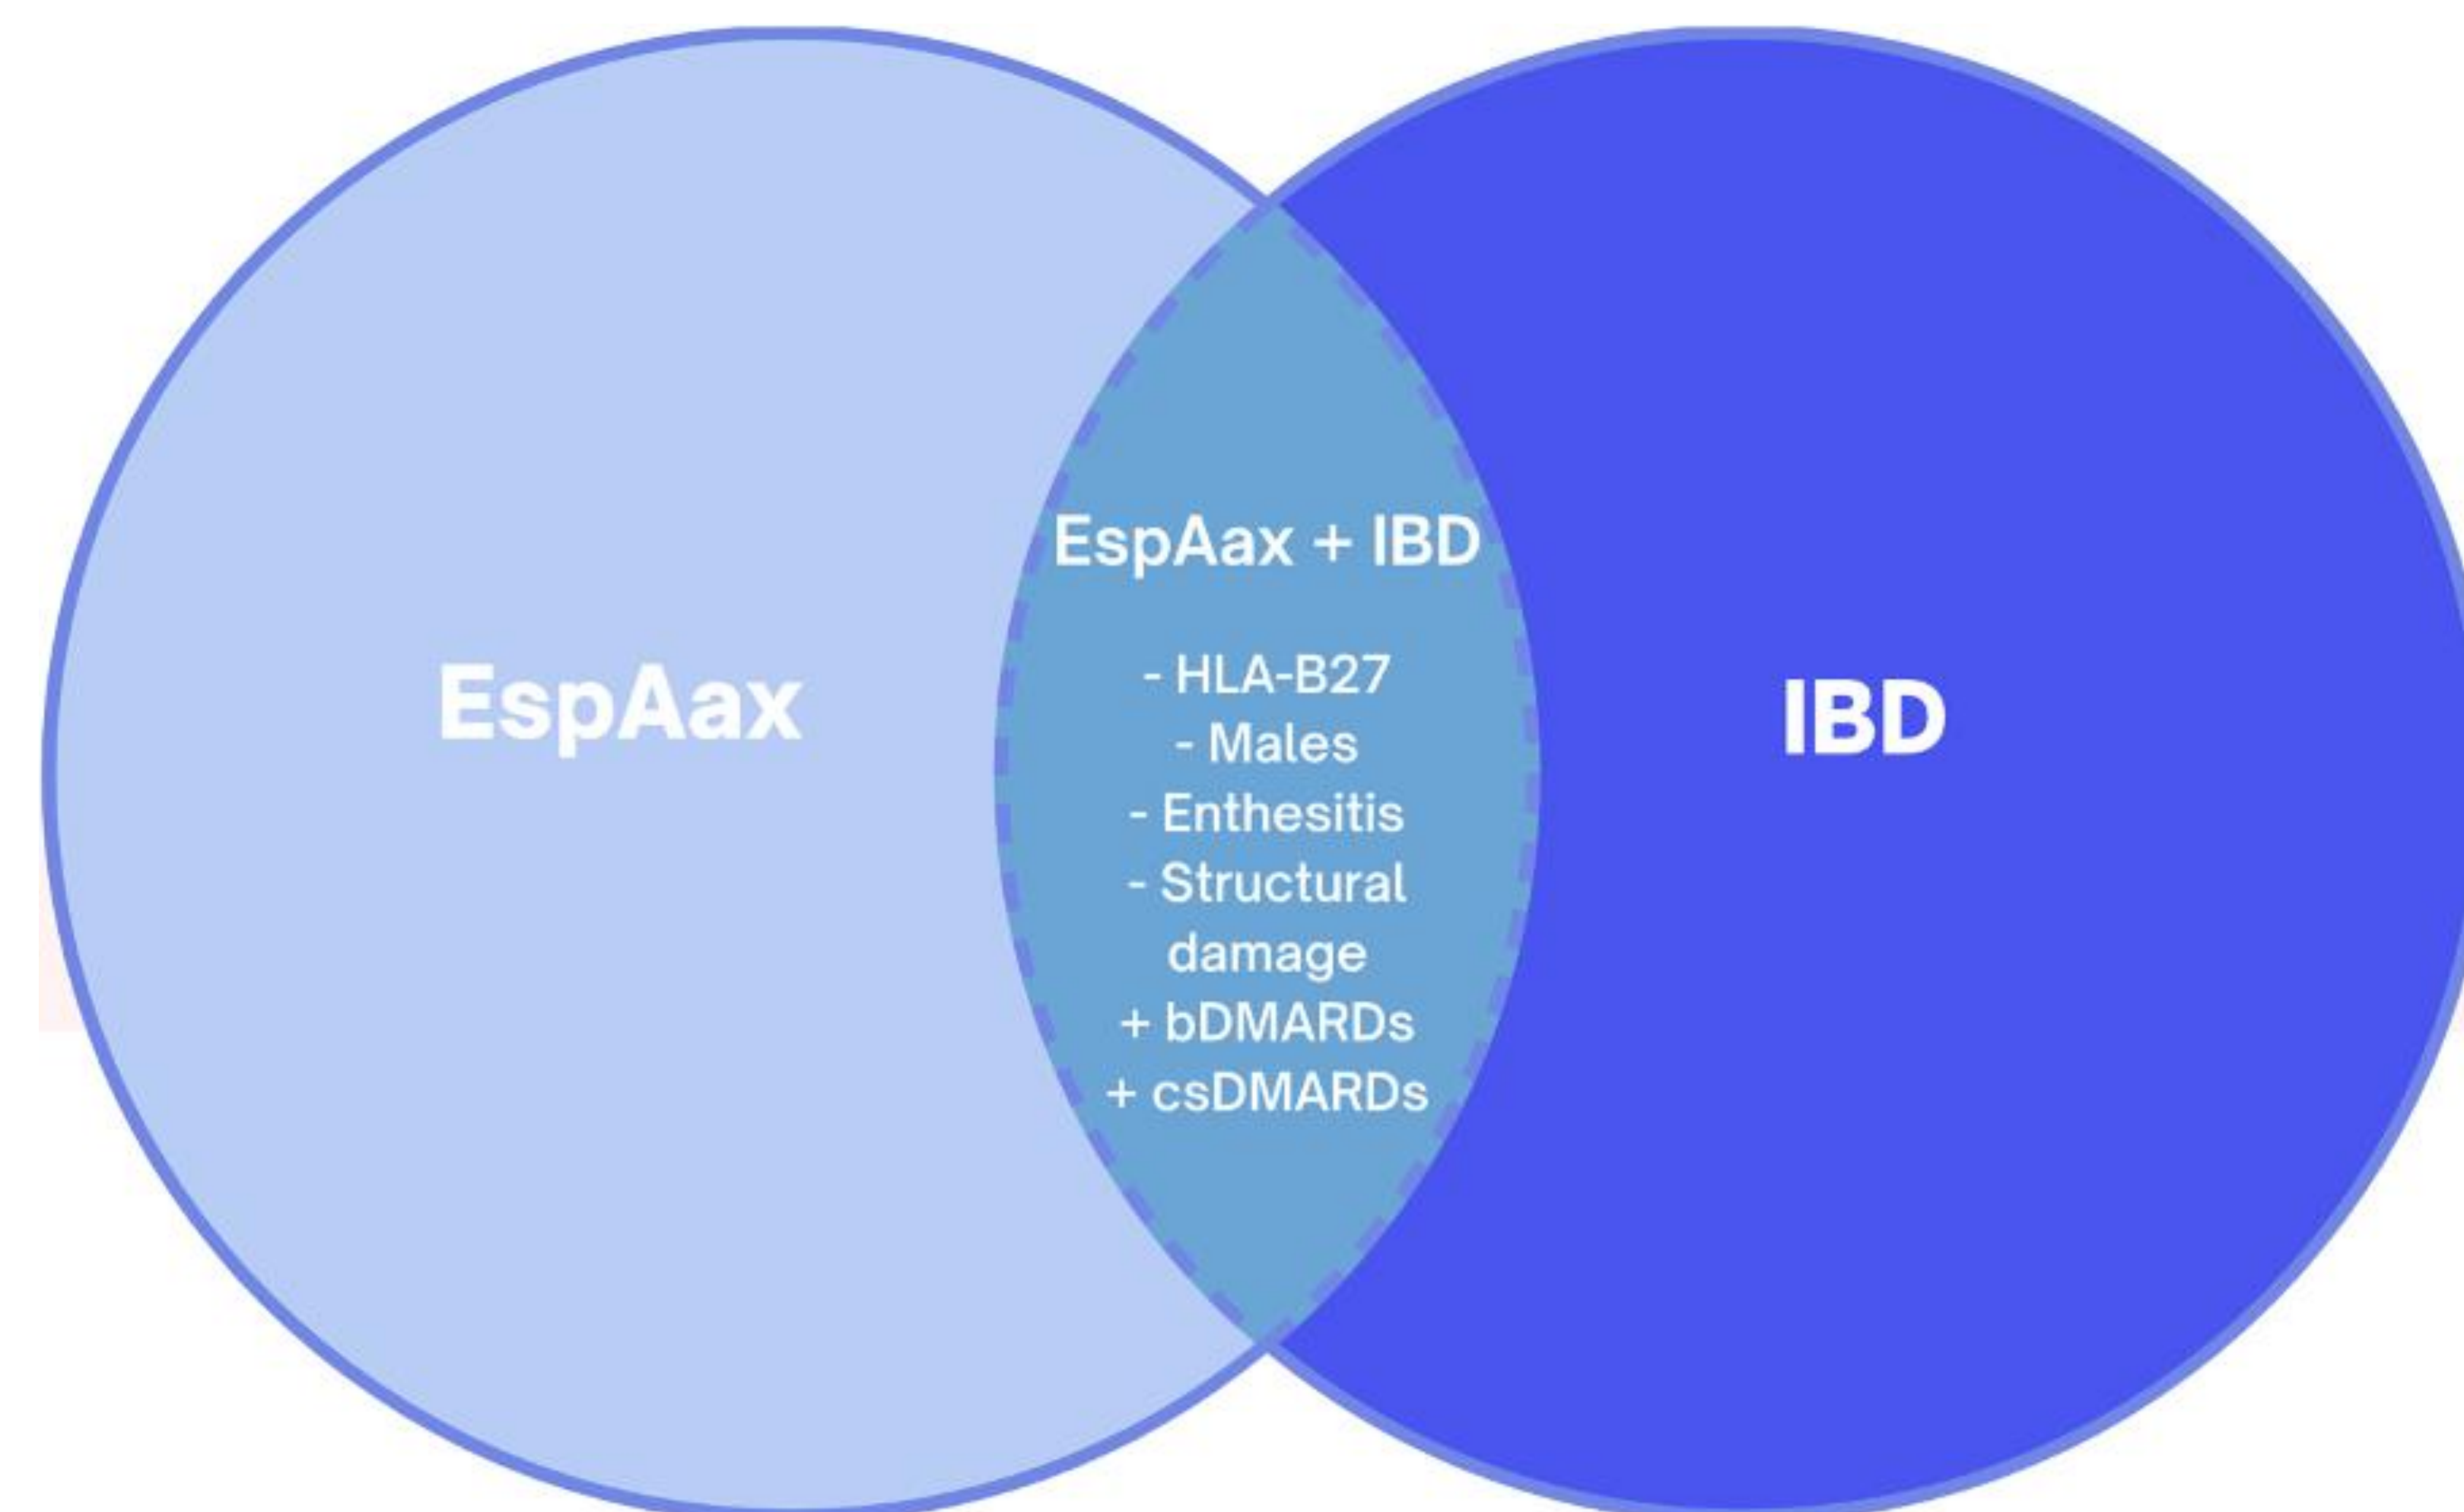 EspAax
EspAax + IBD
- HLA-B27
- Males
- Enthesitis
- Structural
damage
+ bDMARDs
+ csDMARDs
IBD